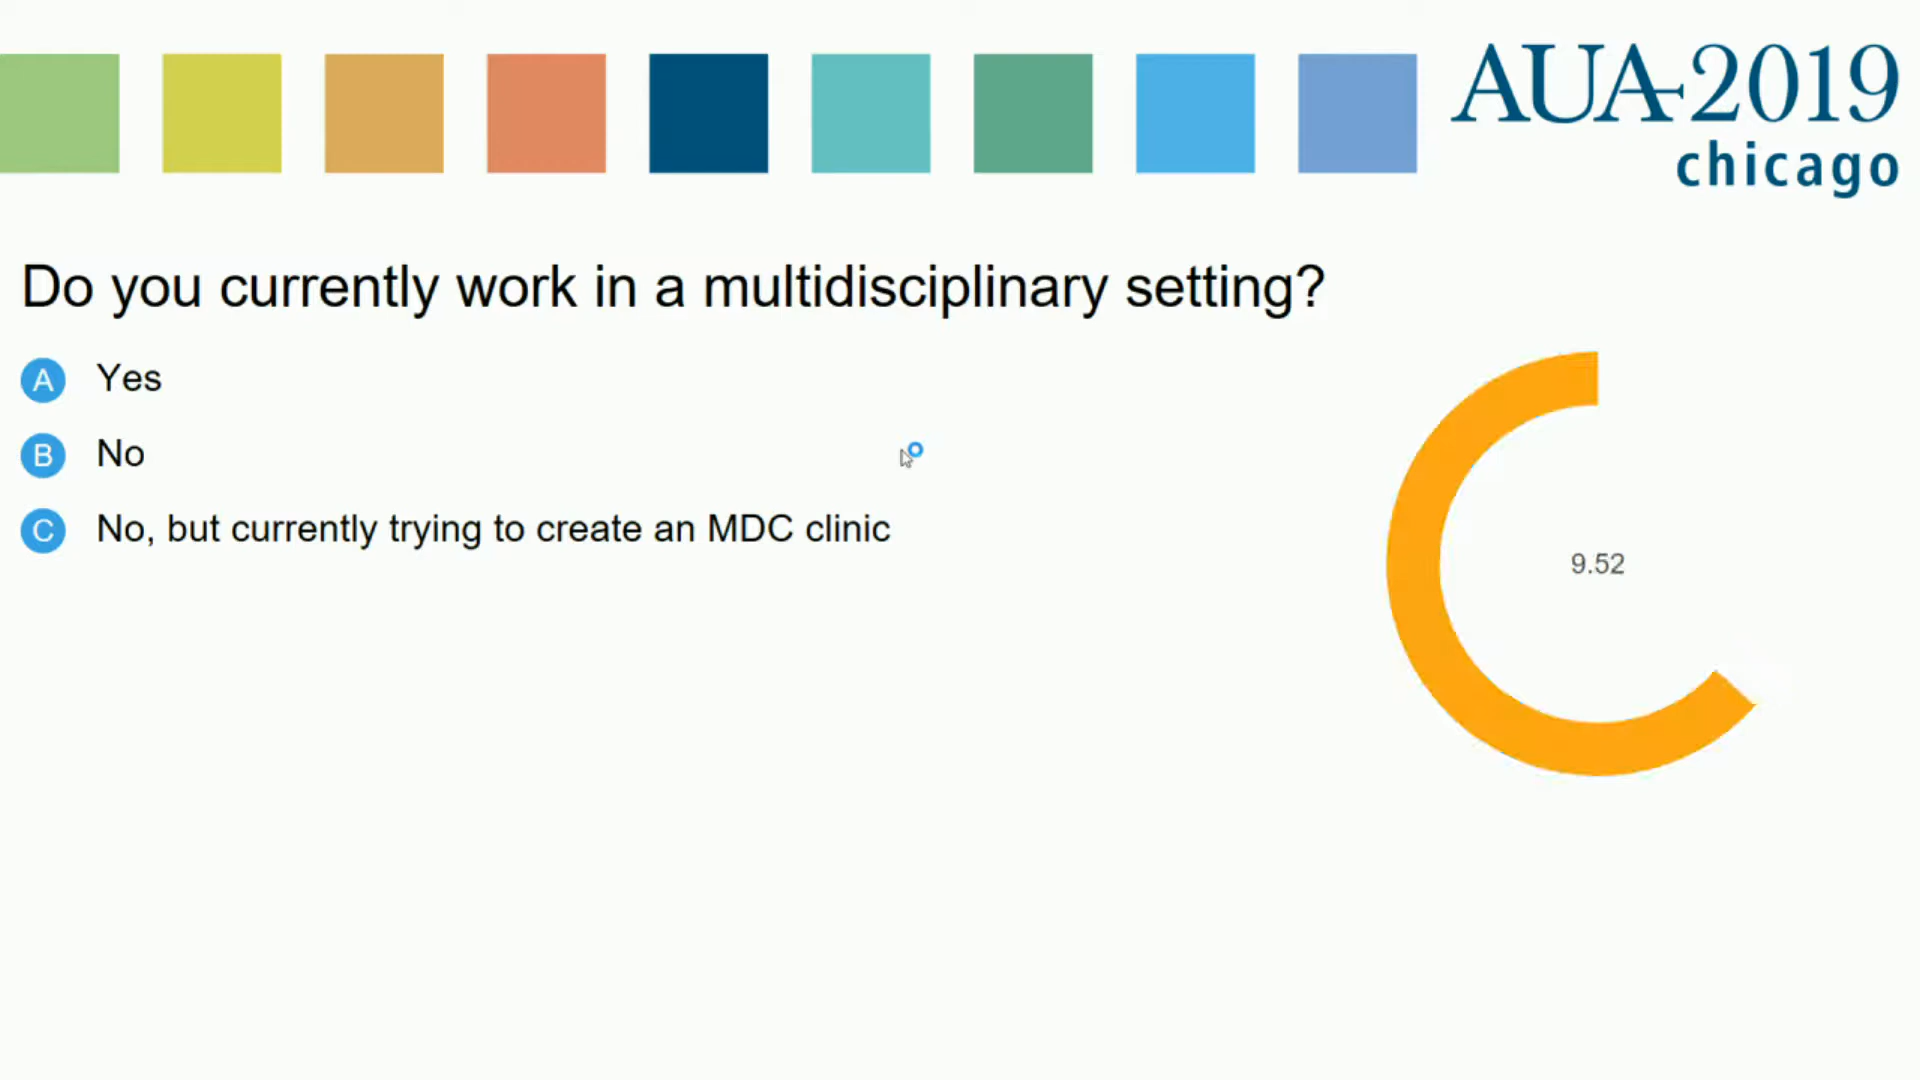 AUA2019
chicago
Do you currently work in a multidisciplinary setting?
A Yes
B No
C No, but currently trying to create an MDC clinic
9.52